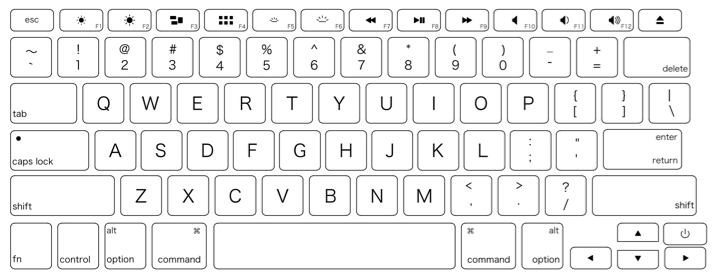 esc F1 F2 F3 F4 F5 F6 F7 F8 F9 F10 F11 F12
~ ! @ # $ % ^ & * ( ) _ +
` 1 2 3 4 5 6 7 8 9 0 - =
delete
{ } |
tab Q W E R T Y U I O P [ ] \
: " enter
caps lock A S D F G H J K L ; ' return
< > ?
shift Z X C V B N M , . / shift
alt ⌘ ⌘ alt
fn control option command command option